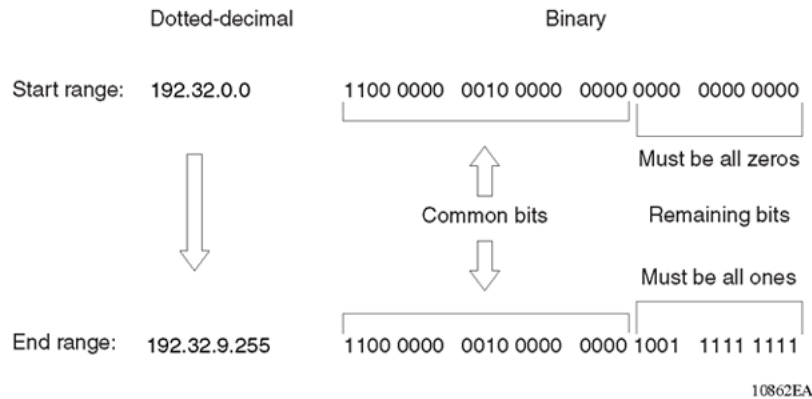 Dotted-decimal Binary
Start range: 192.32.0.0 1100 0000 0010 0000 0000 0000 0000 0000
Must be all zeros
Common bits Remaining bits
Must be all ones
End range: 192.32.9.255 1100 0000 0010 0000 0000 1001 1111 1111
10862EA